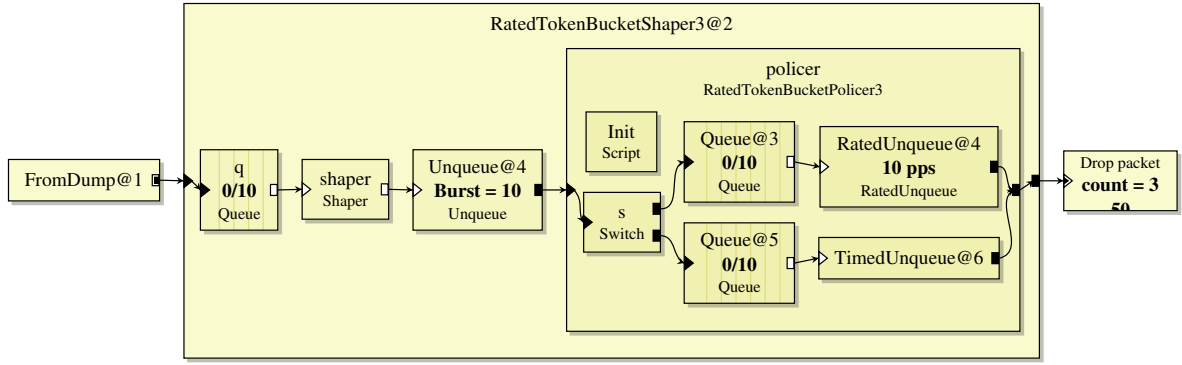 RatedTokenBucketShaper3@2
policer
RatedTokenBucketPolicer3
FromDump@1
q
0/10
Queue
shaper
Shaper
Unqueue@4
Burst = 10
Unqueue
Init
Script
s
Switch
Queue@3
0/10
Queue
RatedUnqueue@4
10 pps
RatedUnqueue
Queue@5
0/10
Queue
TimedUnqueue@6
Drop packet
count = 3
50